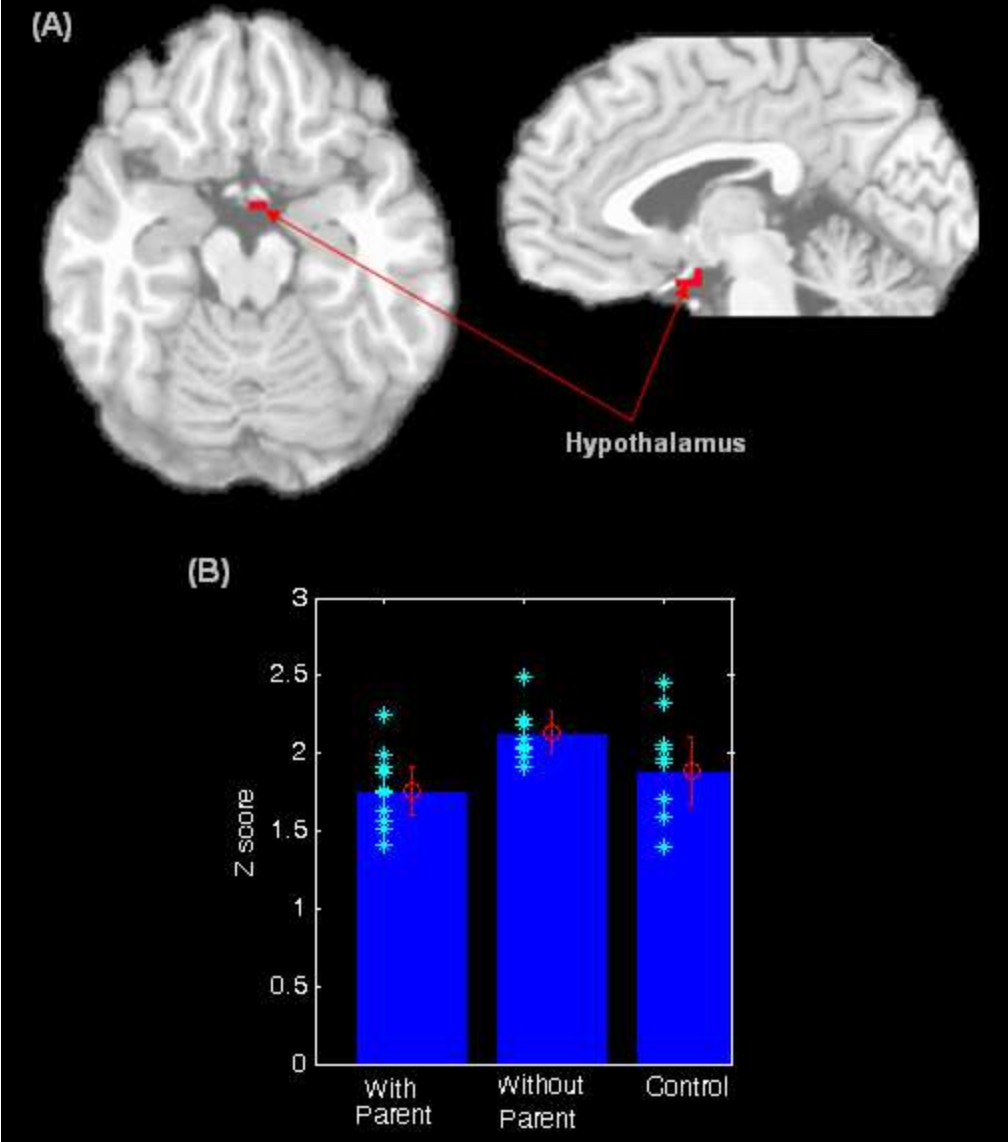 (A)
Hypothalamus
(B)
3
2.5
2
1.5
1
0.5
0
Z score
With
Parent
Without
Parent
Control